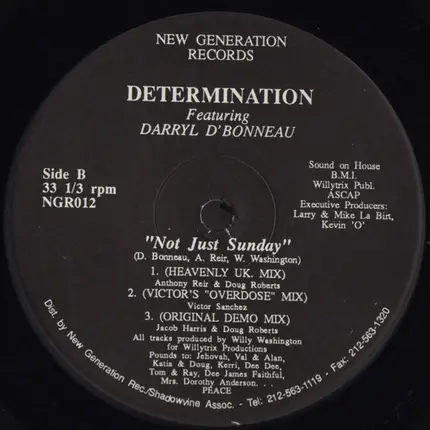 NEW GENERATION
RECORDS
DETERMINATION
Featuring
DARRYL D'BONNEAU
Side B
33 1/3 rpm
NGR012
Sound on House
B.M.I.
Willytrix Publ.
ASCAP
Executive Producers:
Larry & Mike La Birt,
Kevin 'O'
"Not Just Sunday"
(D. Bonneau, A. Reir, W. Washington)
1. (HEAVENLY UK. MIX)
Anthony Reir & Doug Roberts
2. (VICTOR'S "OVERDOSE" MIX)
Victor Sanchez
3. (ORIGINAL DEMO MIX)
Jacob Harris & Doug Roberts
All tracks produced by Willy Washington
for Willytrix Productions
Pounds to: Jehovah, Val & Alan,
Katia & Doug, Kerri, Dee Dee,
Tom & Ray, Dee James Faithful,
Mrs. Dorothy Anderson. . .
PEACE
Dist by New Generation Rec./Shadowvine Assoc. - Tel: 212-563-1119 - Fax: 212-563-1320